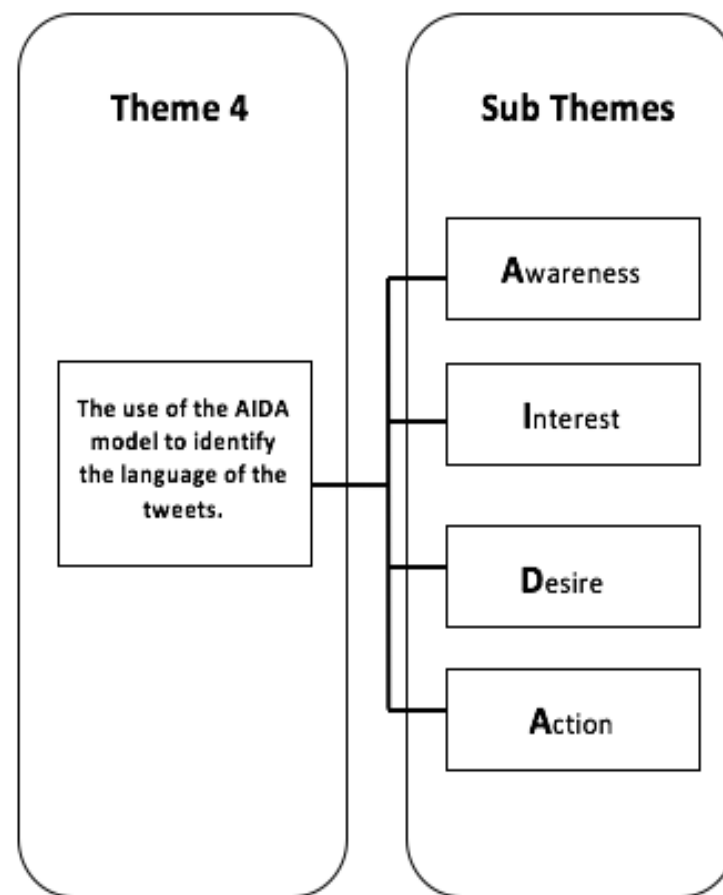 Theme 4
The use of the AIDA
model to identify
the language of the
tweets.
Sub Themes
Awareness
Interest
Desire
Action